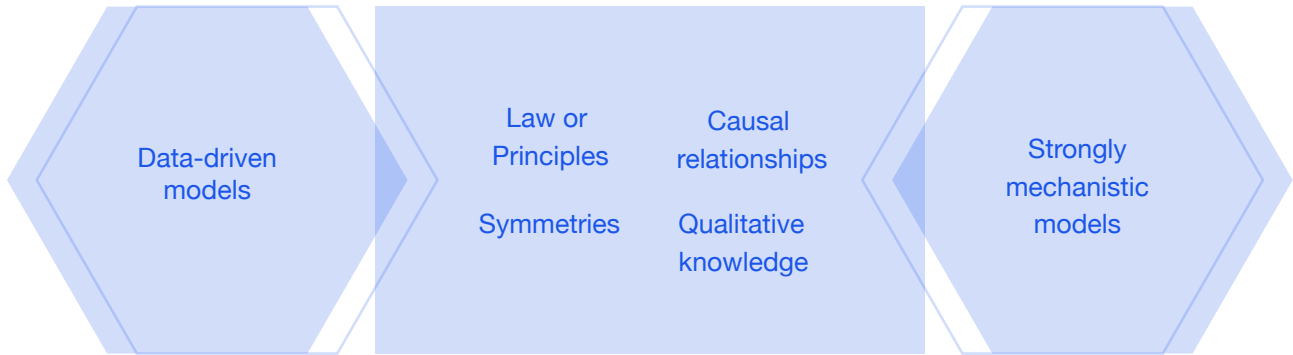 Data-driven
models
Law or
Principles
Causal
relationships
Symmetries
Qualitative
knowledge
Strongly
mechanistic
models